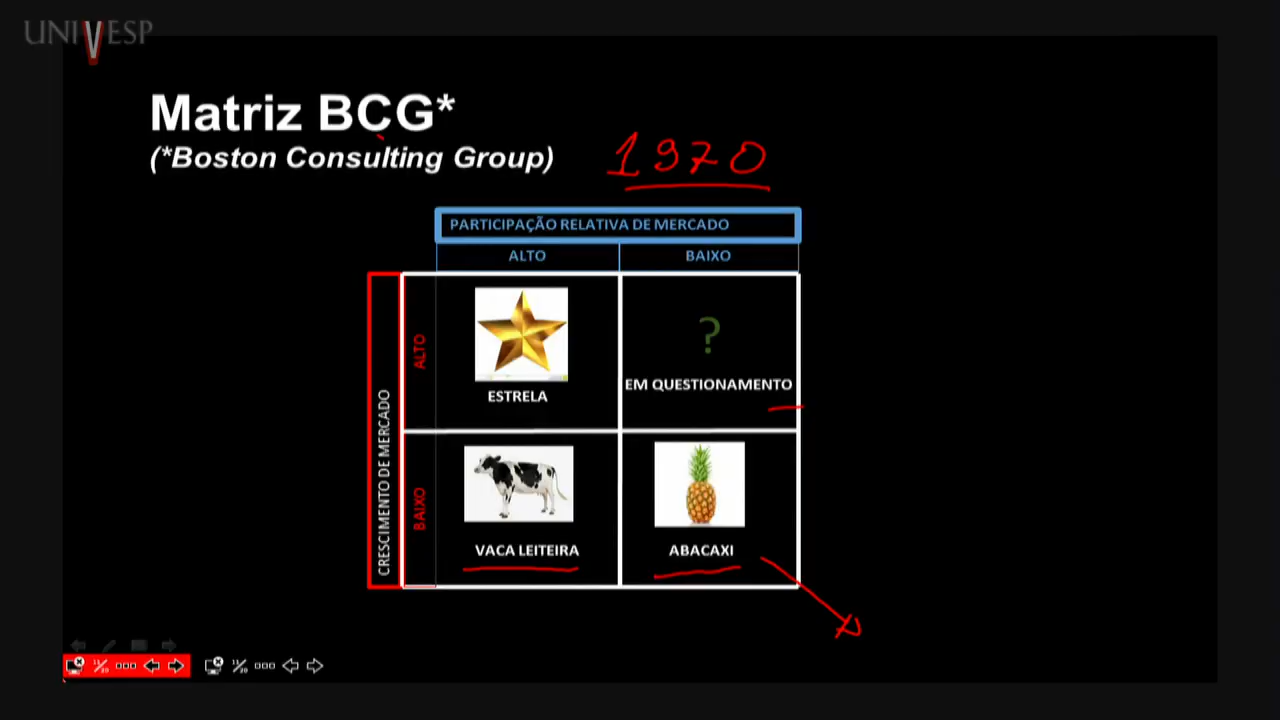 UNIVESP
Matriz BCG*
(*Boston Consulting Group)
1970
PARTICIPAÇÃO RELATIVA DE MERCADO
ALTO
BAIXO
CRESCIMENTO DE MERCADO
ALTO
ESTRELA
?
EM QUESTIONAMENTO
BAIXO
VACA LEITEIRA
ABACAXI